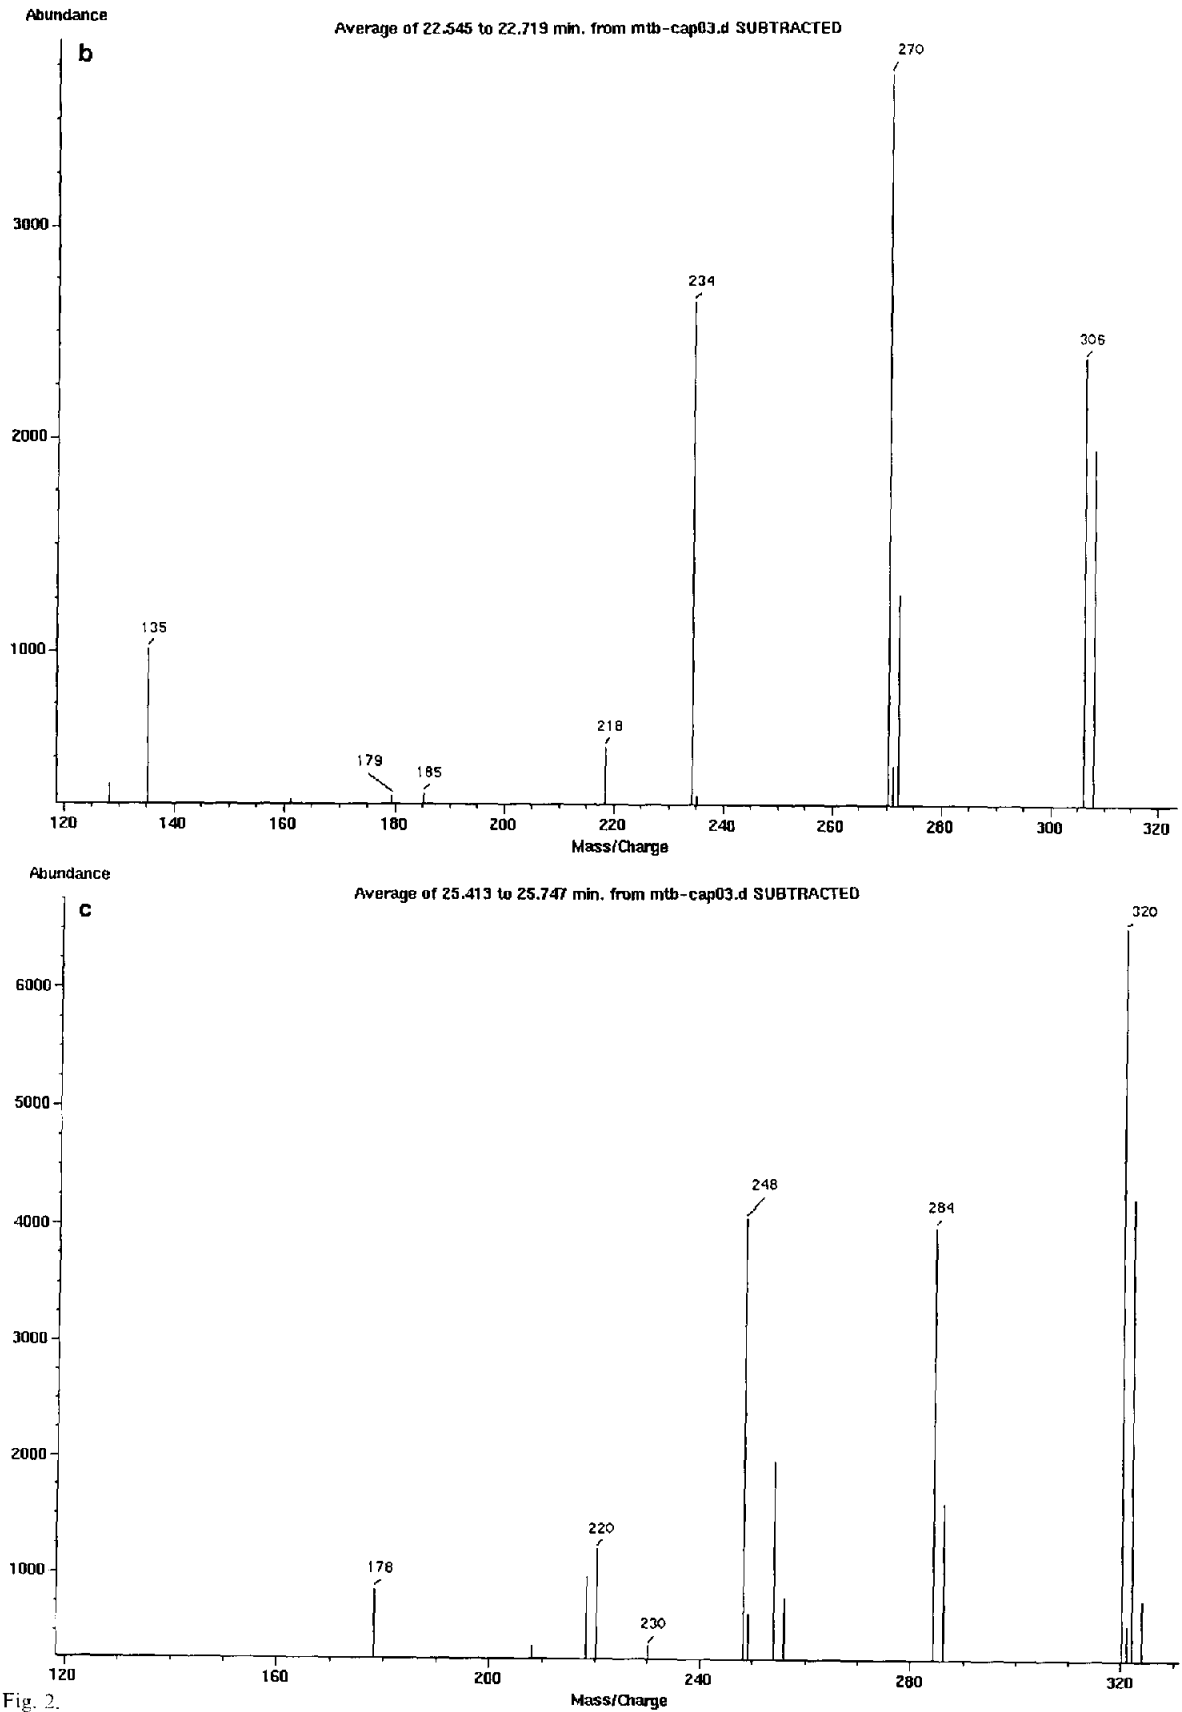 Abundance
Average of 22.545 to 22.719 min. from mtb-cap03.d SUBTRACTED
b
270
234
306
3000
2000
135
1000
218
179
185
120 140 160 180 200 220 240 260 280 300 320
Mass/Charge
Abundance
Average of 25.413 to 25.747 min. from mtb-cap03.d SUBTRACTED
c
320
6000
5000
248
284
4000
3000
2000
220
178
1000
230
120 160 200 240 280 320
Fig. 2.
Mass/Charge